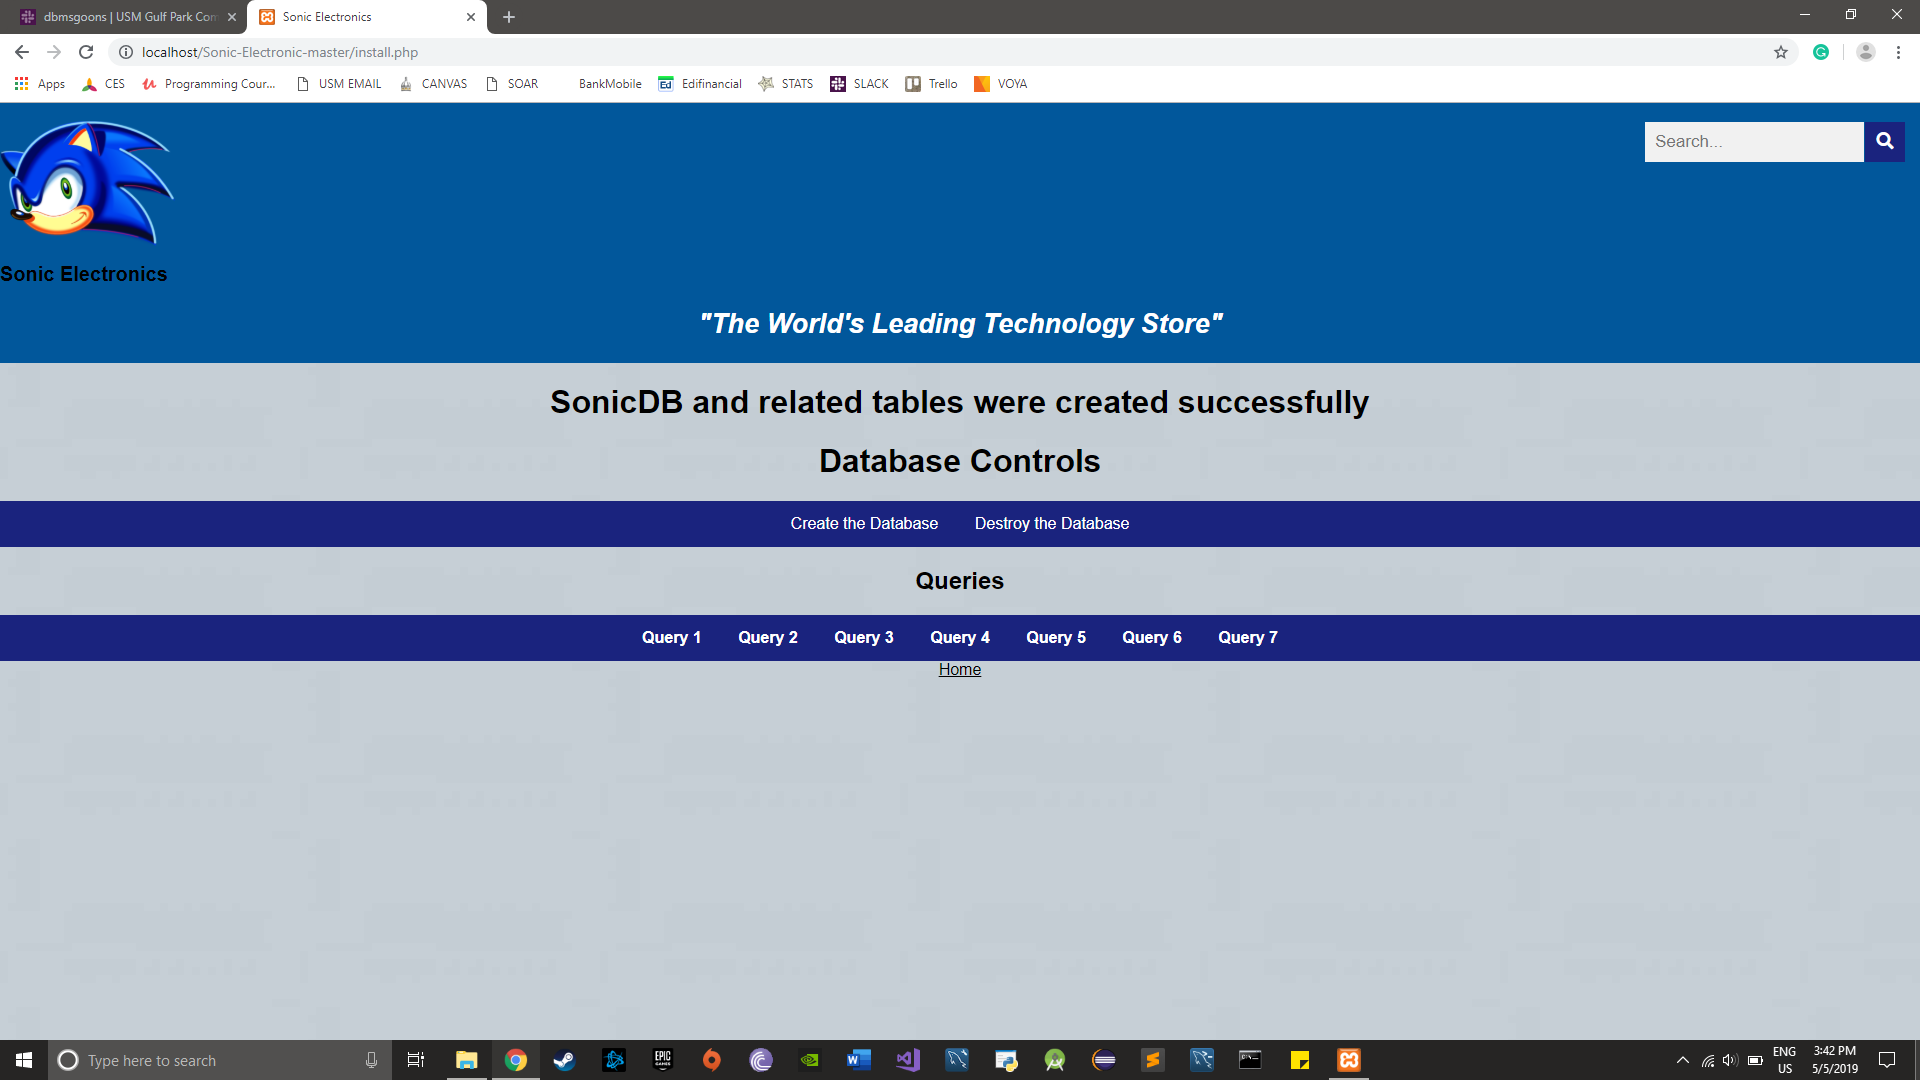 dbmsgoons | USM Gulf Park Com
Sonic Electronics
localhost/Sonic-Electronic-master/install.php
Apps CES Programming Cour... USM EMAIL CANVAS SOAR BankMobile Edifinancial STATS SLACK Trello VOYA
Search...
Sonic Electronics
"The World's Leading Technology Store"
SonicDB and related tables were created successfully
Database Controls
Create the Database Destroy the Database
Queries
Query 1 Query 2 Query 3 Query 4 Query 5 Query 6 Query 7
Home
Type here to search
EPIC
GAMES
ENG
US
3:42 PM
5/5/2019